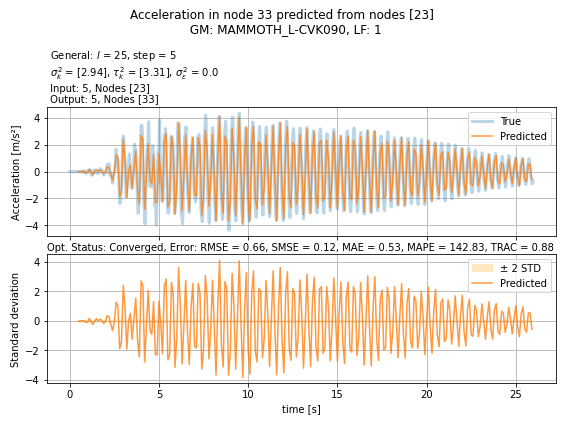 Acceleration in node 33 predicted from nodes [23]
GM: MAMMOTH_L-CVK090, LF: 1
General: l = 25, step = 5
σ²ₖ = [2.94], τ²ₖ = [3.31], σ²ᵣ = 0.0
Input: 5, Nodes [23]
Output: 5, Nodes [33]
Acceleration [m/s²]
4
2
0
−2
−4
True
Predicted
Opt. Status: Converged, Error: RMSE = 0.66, SMSE = 0.12, MAE = 0.53, MAPE = 142.83, TRAC = 0.88
Standard deviation
4
2
0
−2
−4
± 2 STD
Predicted
0 5 10 15 20 25
time [s]